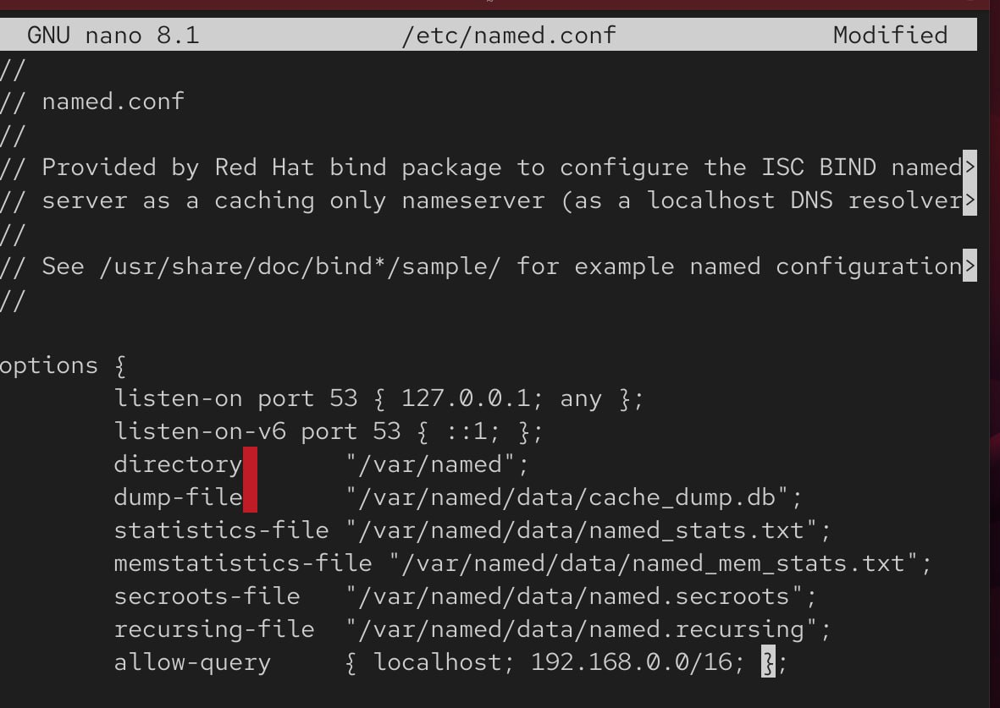 GNU nano 8.1 /etc/named.conf Modified
//
// named.conf
//
// Provided by Red Hat bind package to configure the ISC BIND named>
// server as a caching only nameserver (as a localhost DNS resolver>
//
// See /usr/share/doc/bind*/sample/ for example named configuration>
//
options {
listen-on port 53 { 127.0.0.1; any };
listen-on-v6 port 53 { ::1; };
directory "/var/named";
dump-file "/var/named/data/cache_dump.db";
statistics-file "/var/named/data/named_stats.txt";
memstatistics-file "/var/named/data/named_mem_stats.txt";
secroots-file "/var/named/data/named.secroots";
recursing-file "/var/named/data/named.recursing";
allow-query { localhost; 192.168.0.0/16; };